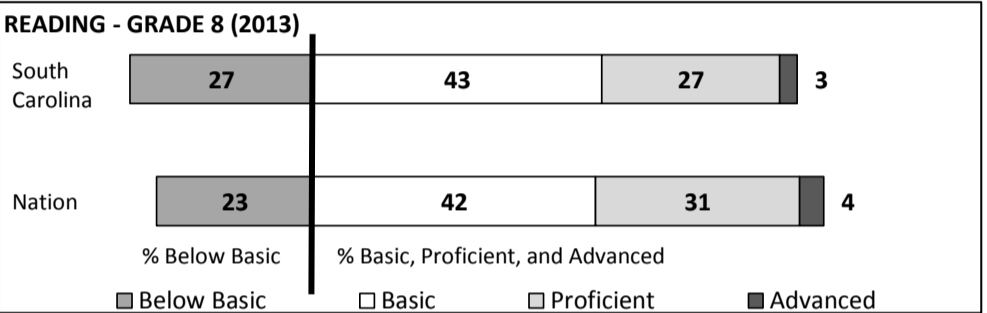 READING - GRADE 8 (2013)
South
Carolina
27 43 27 3
Nation
23 42 31 4
% Below Basic % Basic, Proficient, and Advanced
Below Basic Basic Proficient Advanced